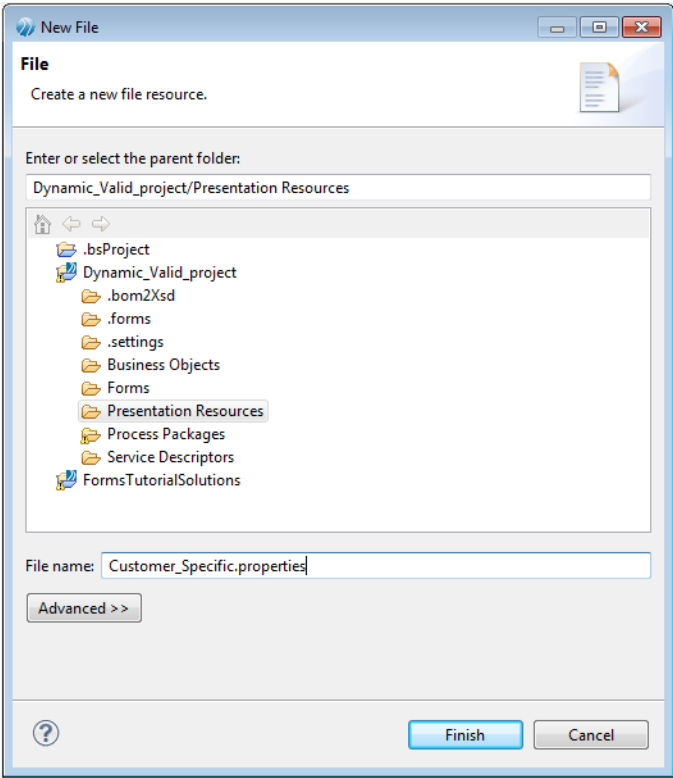 New File
File
Create a new file resource.
Enter or select the parent folder:
Dynamic_Valid_project/Presentation Resources
.bsProject
Dynamic_Valid_project
.bom2Xsd
.forms
.settings
Business Objects
Forms
Presentation Resources
Process Packages
Service Descriptors
FormsTutorialSolutions
File name: Customer_Specific.properties
Advanced >>
? Finish Cancel